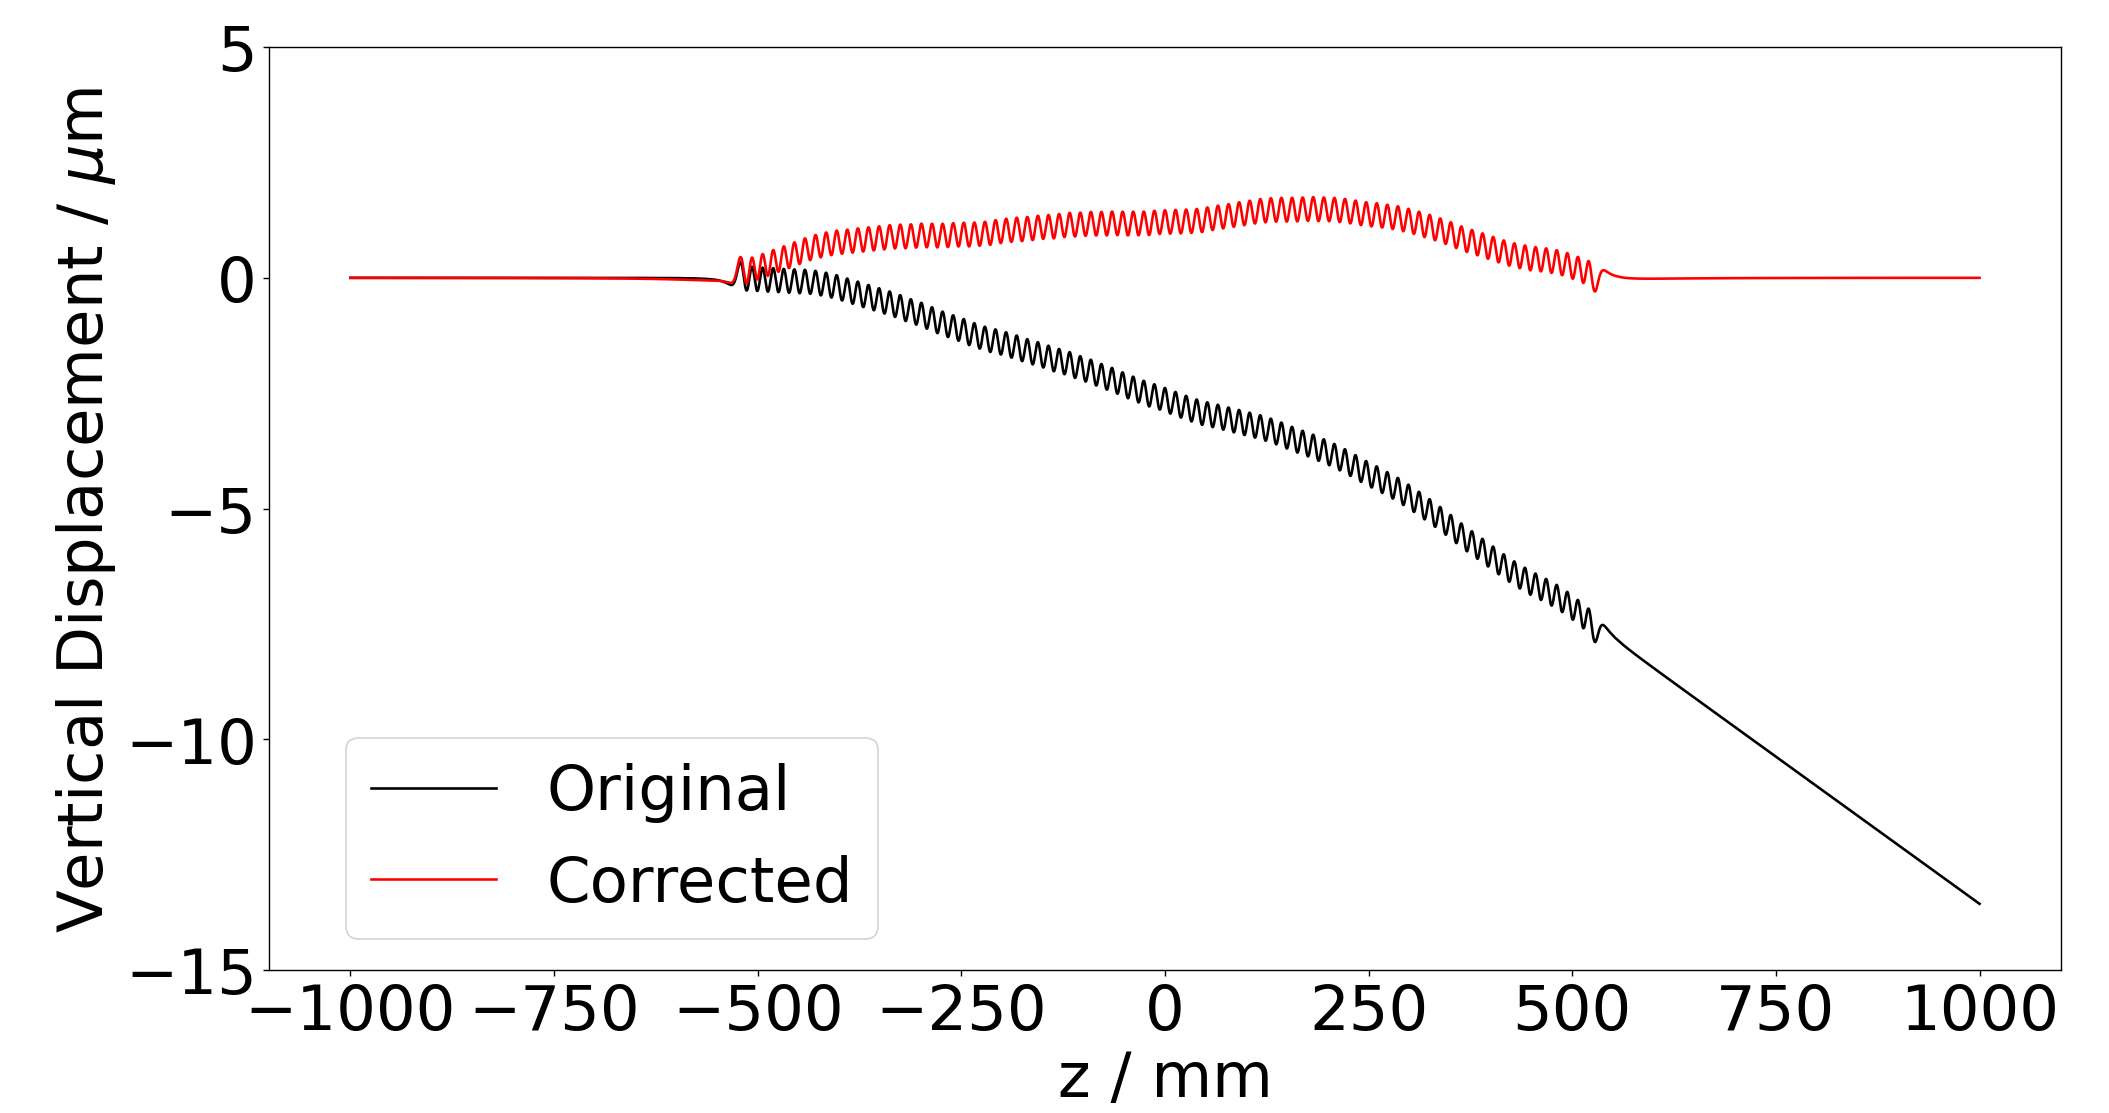 Vertical Displacement / μm
5
0
−5
−10
−15
Original
Corrected
−1000 −750 −500 −250 0 250 500 750 1000
z / mm